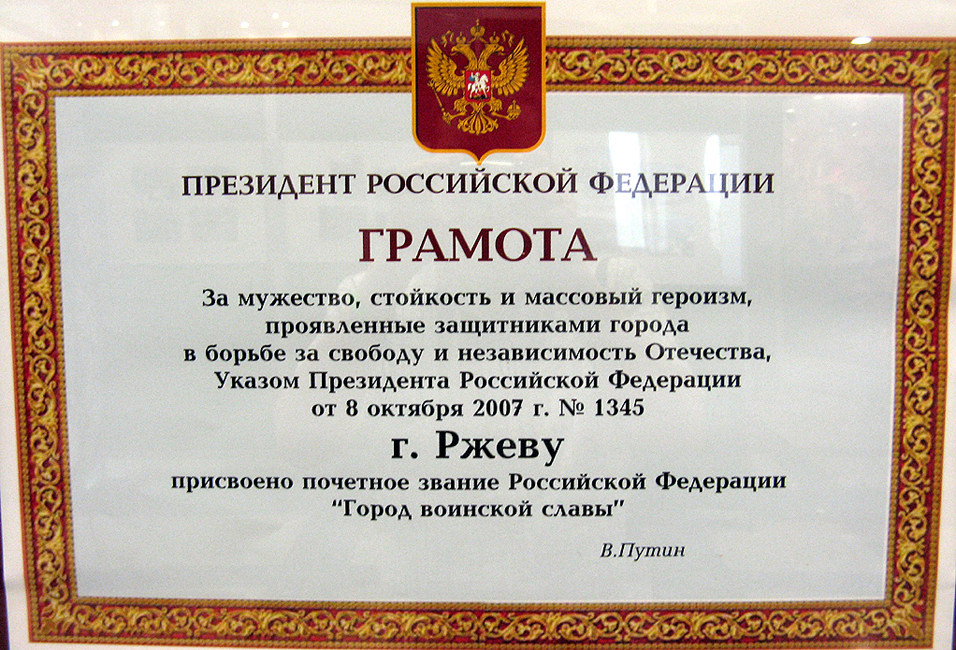 ПРЕЗИДЕНТ РОССИЙСКОЙ ФЕДЕРАЦИИ
ГРАМОТА
За мужество, стойкость и массовый героизм,
проявленные защитниками города
в борьбе за свободу и независимость Отечества,
Указом Президента Российской Федерации
от 8 октября 2007 г. № 1345
г. Ржеву
присвоено почетное звание Российской Федерации
“Город воинской славы”
В.Путин